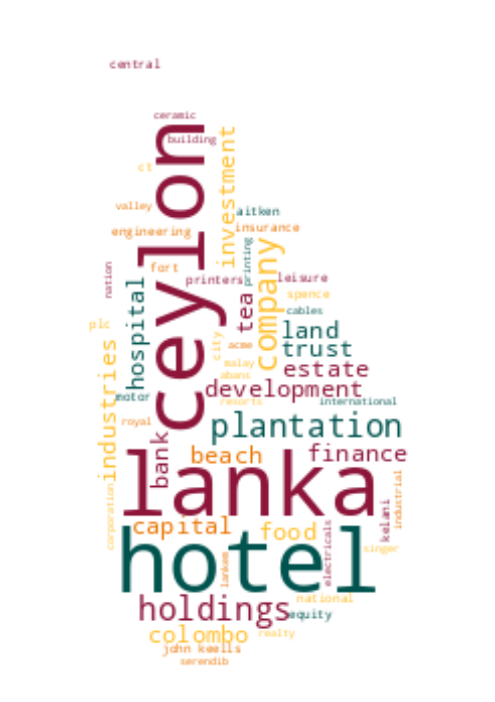 central
ceramic
building
ceylon
investment
ct
valley
aitken
engineering
insurance
fort
nation
printers
printing
leisure
hospital
tea
company
spence
cables
plc
city
land
acme
trust
industries
malay
estate
abans
development
motor
resorts
international
royal
plantation
bank
beach
finance
lanka
industrial
corporation
kelani
capital
food
electricals
hotel
singer
lankem
holdings
national
equity
colombo
realty
john keells
serendib